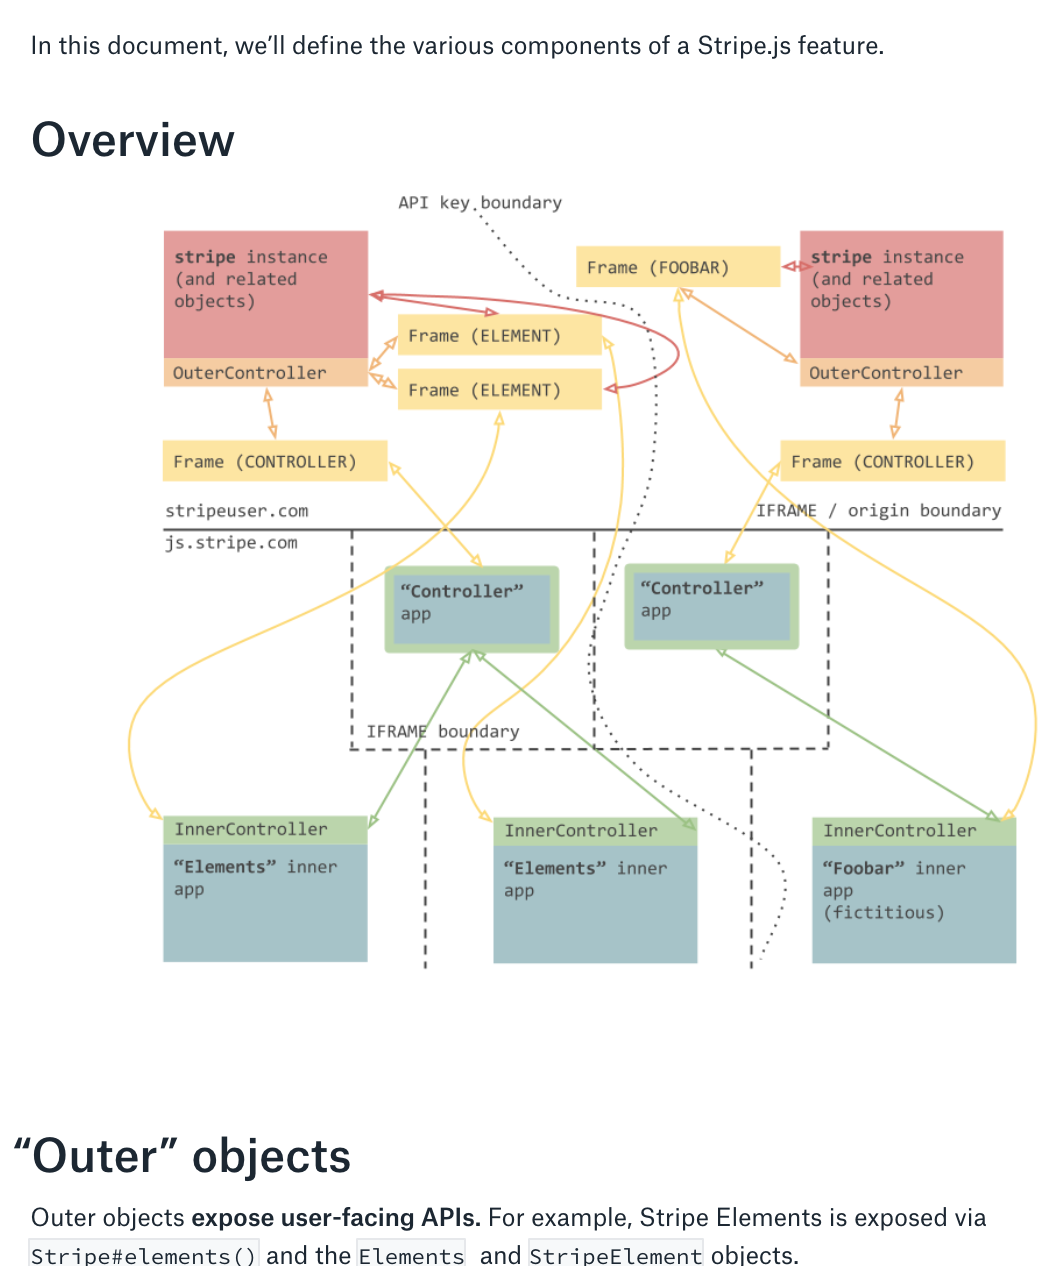 In this document, we’ll define the various components of a Stripe.js feature.
Overview
API key boundary
stripe instance
(and related
objects)
OuterController
Frame (ELEMENT)
Frame (ELEMENT)
Frame (FOOBAR)
stripe instance
(and related
objects)
OuterController
Frame (CONTROLLER)
Frame (CONTROLLER)
stripeuser.com
IFRAME / origin boundary
js.stripe.com
“Controller”
app
“Controller”
app
IFRAME boundary
InnerController
“Elements” inner
app
InnerController
“Elements” inner
app
InnerController
“Foobar” inner
app
(fictitious)
“Outer” objects
Outer objects expose user-facing APIs. For example, Stripe Elements is exposed via
Stripe#elements() and the Elements and StripeElement objects.